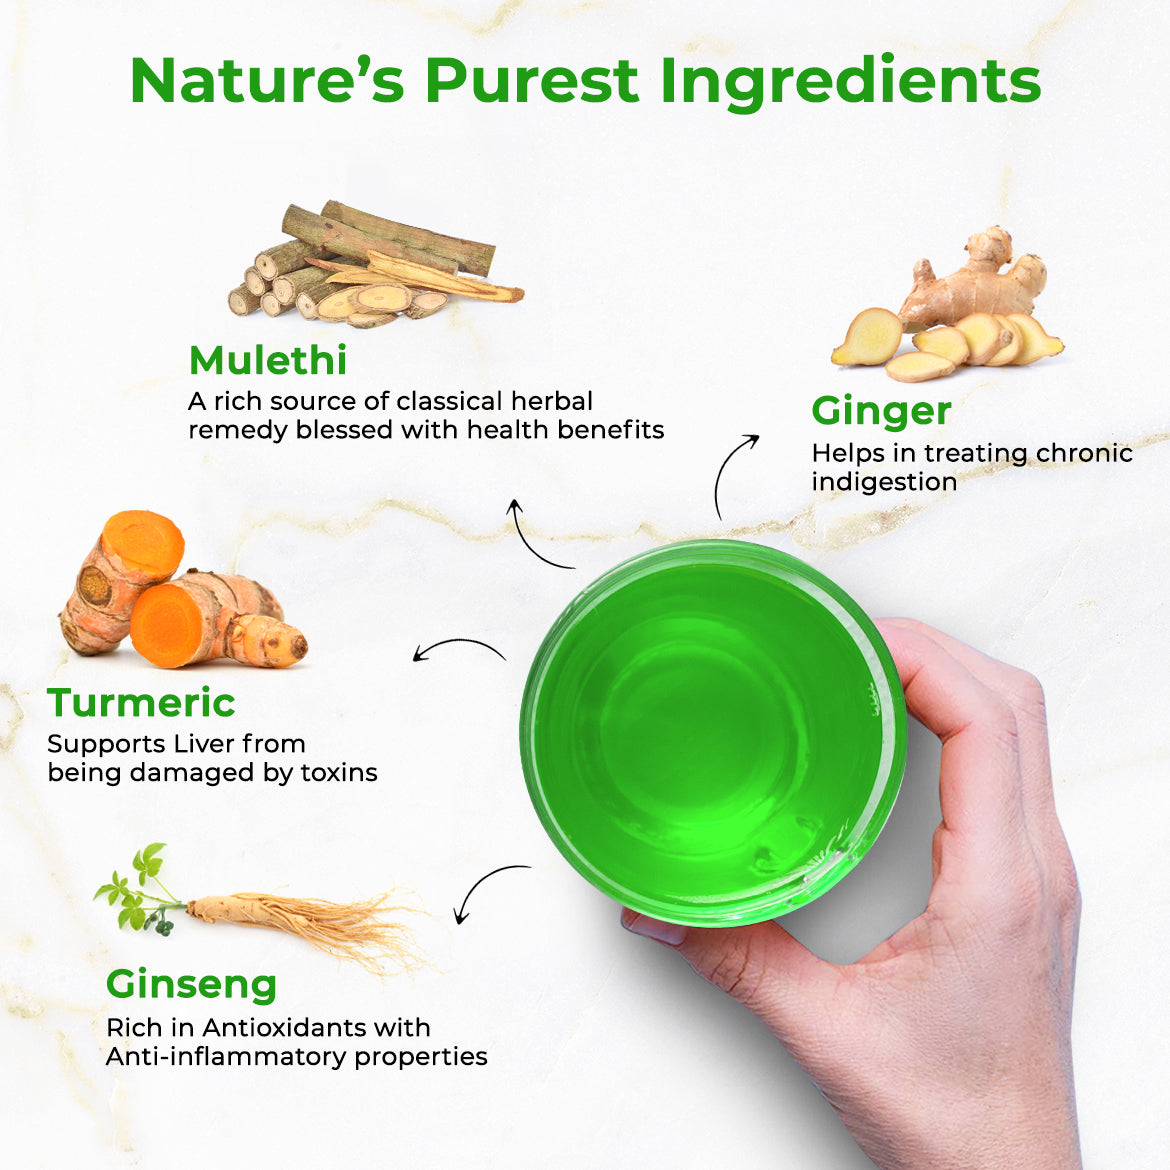 Nature’s Purest Ingredients
Mulethi
A rich source of classical herbal
remedy blessed with health benefits
Ginger
Helps in treating chronic
indigestion
Turmeric
Supports Liver from
being damaged by toxins
Ginseng
Rich in Antioxidants with
Anti-inflammatory properties